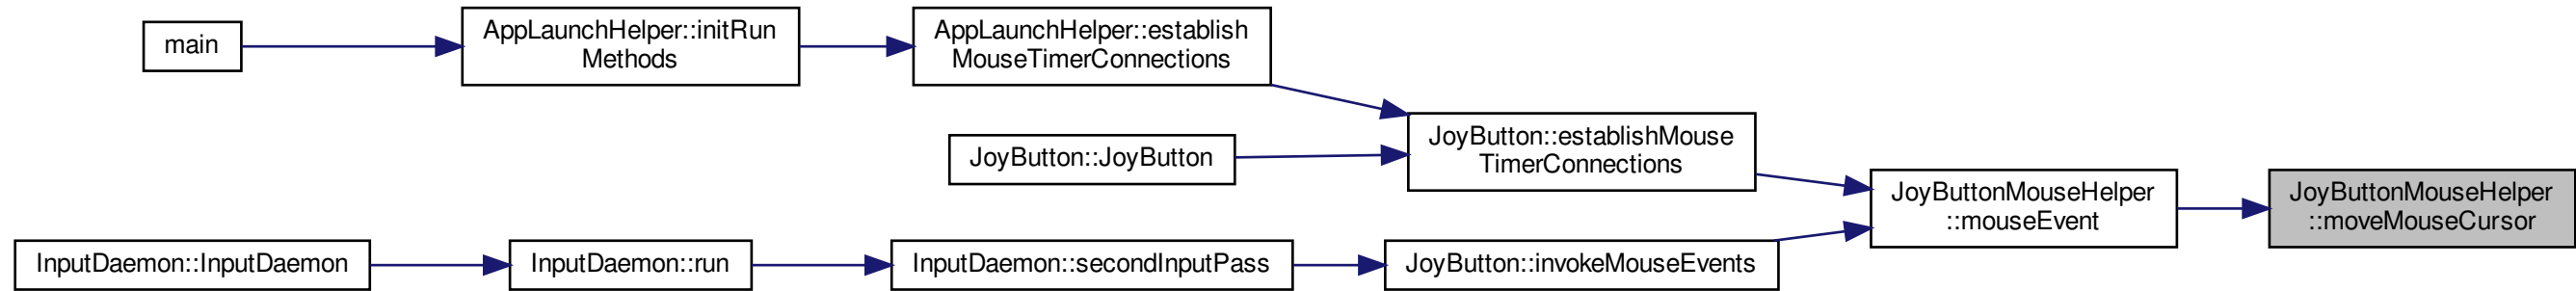 main
AppLaunchHelper::initRun
Methods
AppLaunchHelper::establish
MouseTimerConnections
JoyButton::JoyButton
JoyButton::establishMouse
TimerConnections
JoyButtonMouseHelper
::mouseEvent
JoyButtonMouseHelper
::moveMouseCursor
InputDaemon::InputDaemon
InputDaemon::run
InputDaemon::secondInputPass
JoyButton::invokeMouseEvents